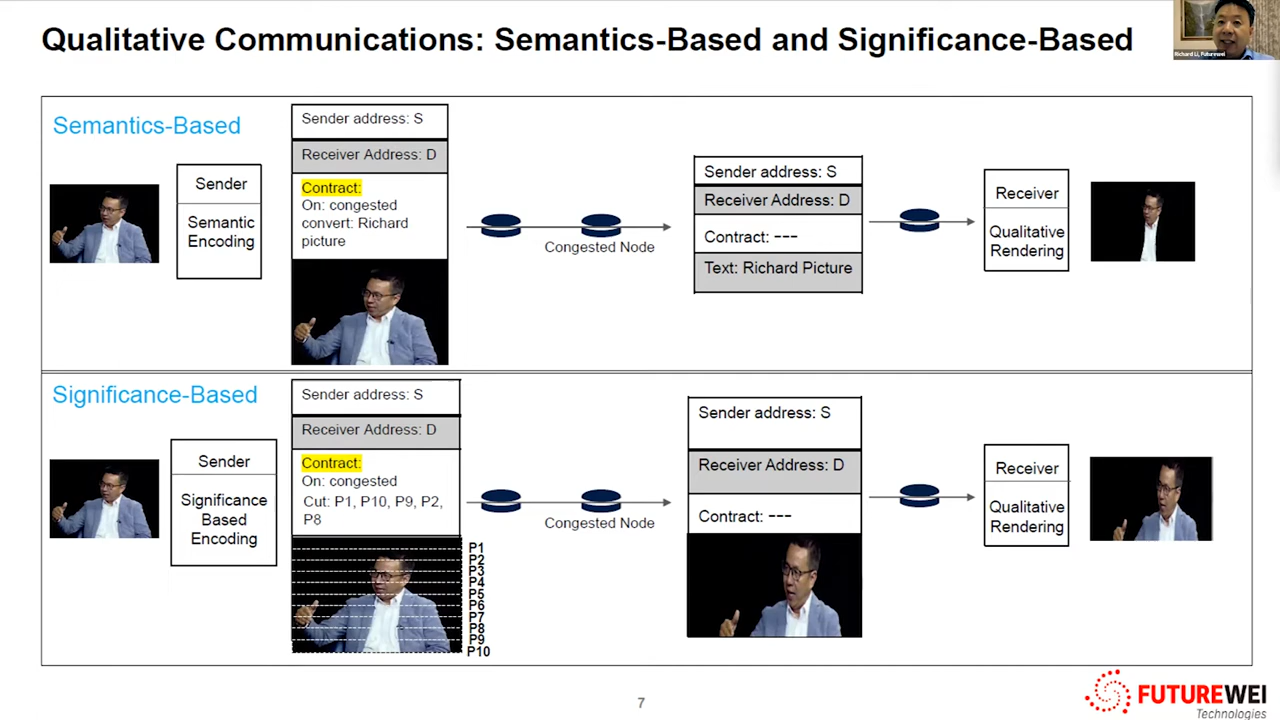 Qualitative Communications: Semantics-Based and Significance-Based
Richard Li, Futurewei
Semantics-Based
Sender
Semantic
Encoding
Sender address: S
Receiver Address: D
Contract:
On: congested
convert: Richard
picture
Congested Node
Sender address: S
Receiver Address: D
Contract: ---
Text: Richard Picture
Receiver
Qualitative
Rendering
Significance-Based
Sender
Significance
Based
Encoding
Sender address: S
Receiver Address: D
Contract:
On: congested
Cut: P1, P10, P9, P2,
P8
P1
P2
P3
P4
P5
P6
P7
P8
P9
P10
Congested Node
Sender address: S
Receiver Address: D
Contract: ---
Receiver
Qualitative
Rendering
7
FUTUREWEI
Technologies